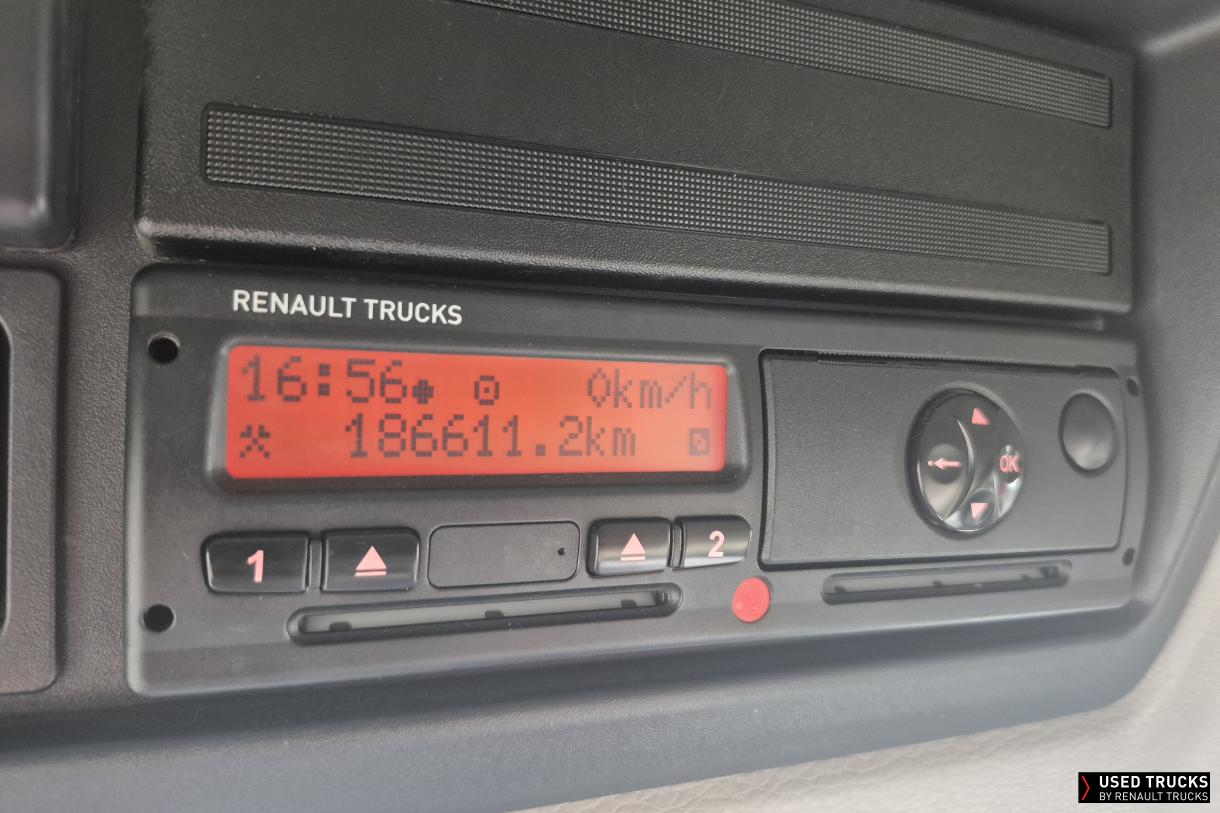 RENAULT TRUCKS
16:56 0km/h
186611.2km
1 2
OK
USED TRUCKS
BY RENAULT TRUCKS